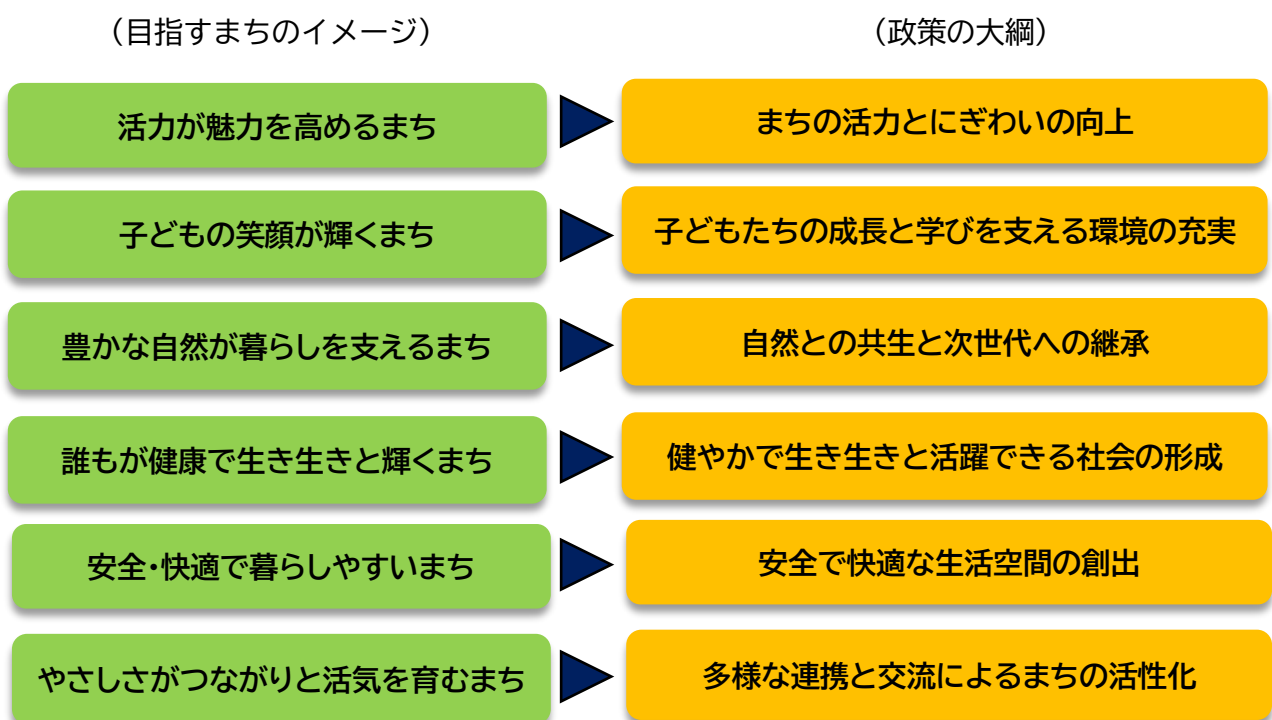 （目指すまちのイメージ）
（政策の大綱）
活力が魅力を高めるまち
まちの活力とにぎわいの向上
子どもの笑顔が輝くまち
子どもたちの成長と学びを支える環境の充実
豊かな自然が暮らしを支えるまち
自然との共生と次世代への継承
誰もが健康で生き生きと輝くまち
健やかで生き生きと活躍できる社会の形成
安全・快適で暮らしやすいまち
安全で快適な生活空間の創出
やさしさがつながりと活気を育むまち
多様な連携と交流によるまちの活性化